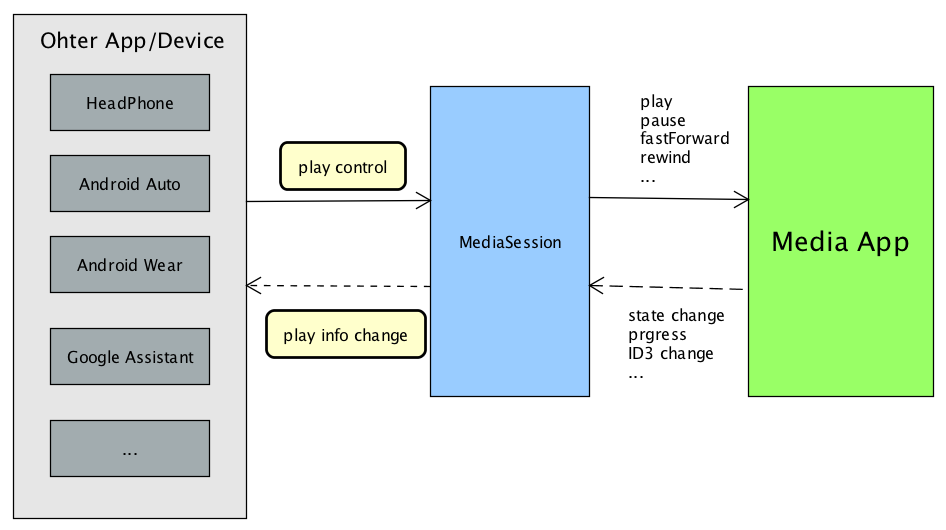 Ohter App/Device
HeadPhone
Android Auto
Android Wear
Google Assistant
...
play control
play info change
MediaSession
play
pause
fastForward
rewind
...
state change
prgress
ID3 change
...
Media App